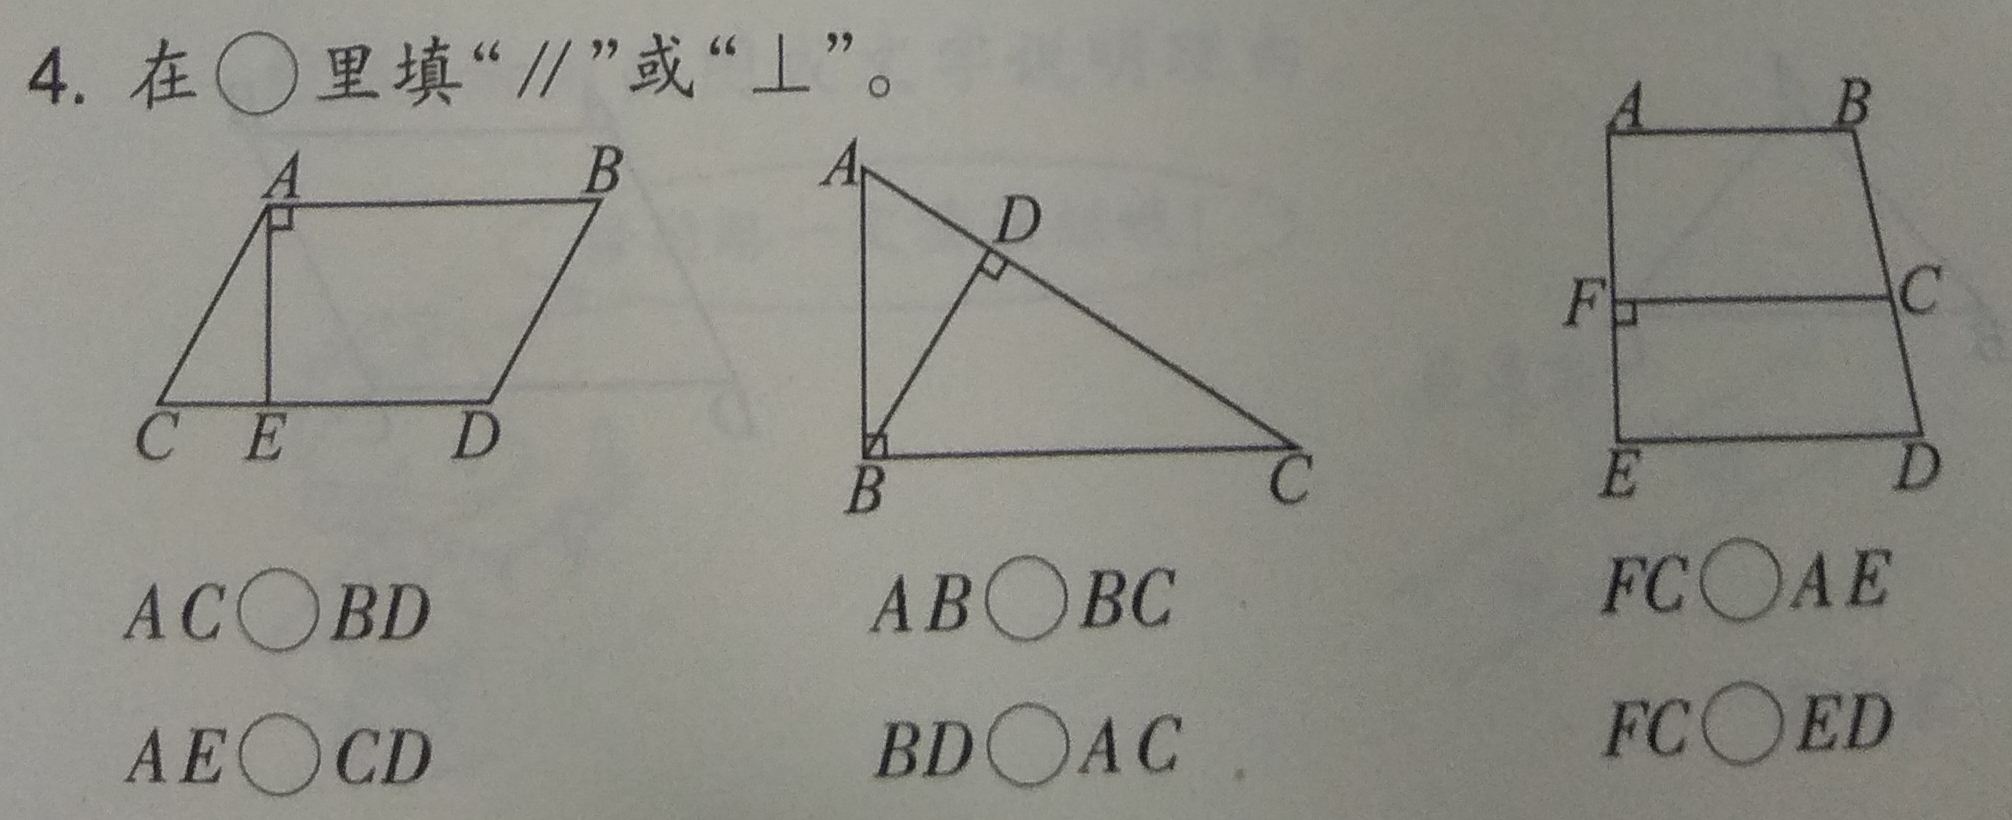 4. 在○里填“∥”或“⊥”。
A B
C E D
A
D
B C
A B
F C
E D
AC○BD AB○BC FC○AE
AE○CD BD○AC FC○ED